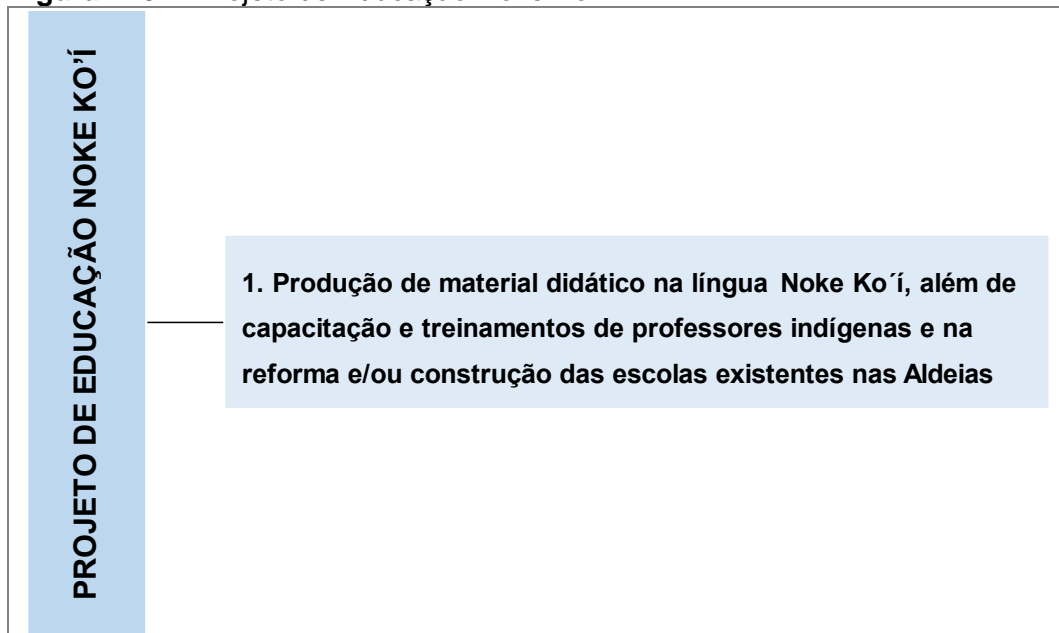 PROJETO DE EDUCAÇÃO NOKE KO'Í
1. Produção de material didático na língua Noke Ko´í, além de
capacitação e treinamentos de professores indígenas e na
reforma e/ou construção das escolas existentes nas Aldeias